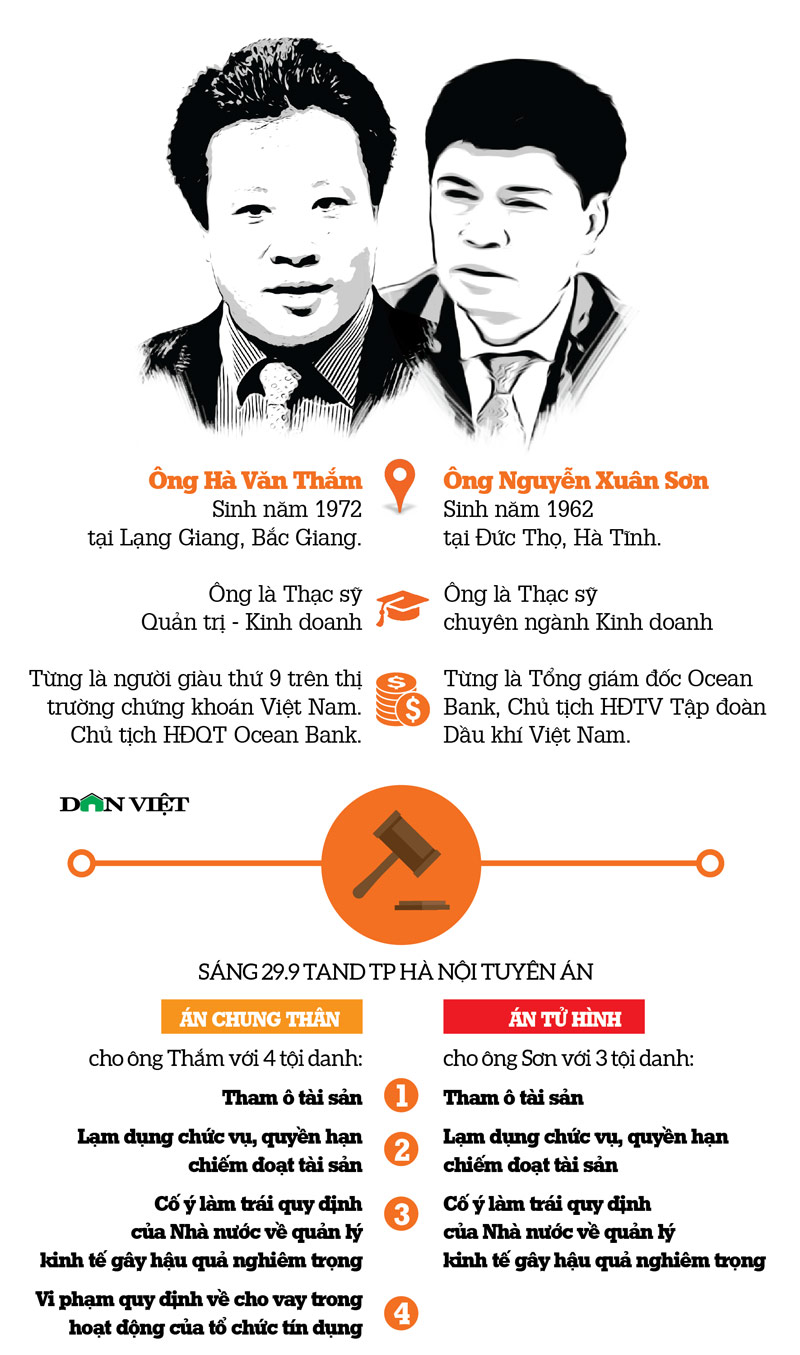 Ông Hà Văn Thắm
Sinh năm 1972
tại Lạng Giang, Bắc Giang.
Ông Nguyễn Xuân Sơn
Sinh năm 1962
tại Đức Thọ, Hà Tĩnh.
Ông là Thạc sỹ
Quản trị - Kinh doanh
Ông là Thạc sỹ
chuyên ngành Kinh doanh
Từng là người giàu thứ 9 trên thị
trường chứng khoán Việt Nam.
Chủ tịch HĐQT Ocean Bank.
Từng là Tổng giám đốc Ocean
Bank, Chủ tịch HĐTV Tập đoàn
Dầu khí Việt Nam.
DÂN VIỆT
SÁNG 29.9 TAND TP HÀ NỘI TUYÊN ÁN
ÁN CHUNG THÂN
cho ông Thắm với 4 tội danh:
ÁN TỬ HÌNH
cho ông Sơn với 3 tội danh:
1
Tham ô tài sản
Tham ô tài sản
2
Lạm dụng chức vụ, quyền hạn
chiếm đoạt tài sản
Lạm dụng chức vụ, quyền hạn
chiếm đoạt tài sản
3
Cố ý làm trái quy định
của Nhà nước về quản lý
kinh tế gây hậu quả nghiêm trọng
Cố ý làm trái quy định
của Nhà nước về quản lý
kinh tế gây hậu quả nghiêm trọng
4
Vi phạm quy định về cho vay trong
hoạt động của tổ chức tín dụng